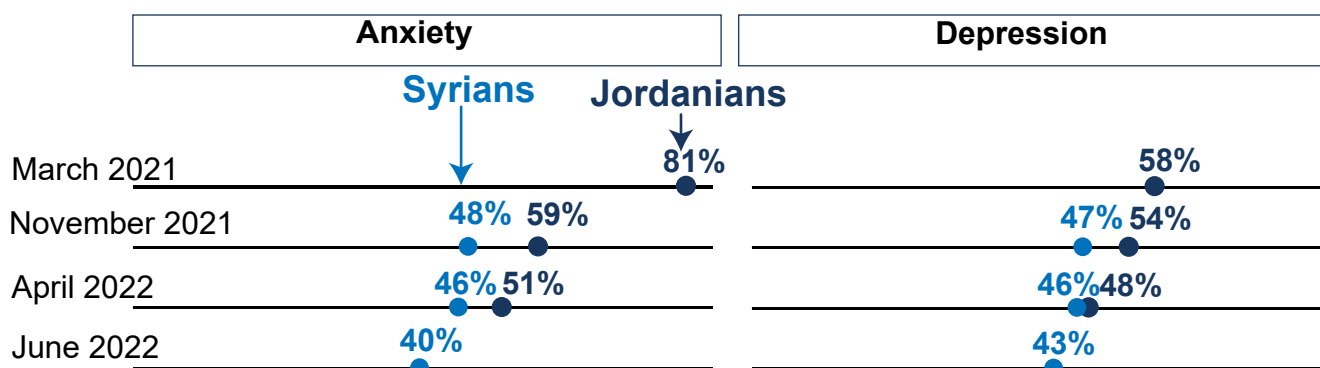 Anxiety Depression
Syrians Jordanians
March 2021 81% 58%
November 2021 48% 59% 47% 54%
April 2022 46% 51% 46% 48%
June 2022 40% 43%